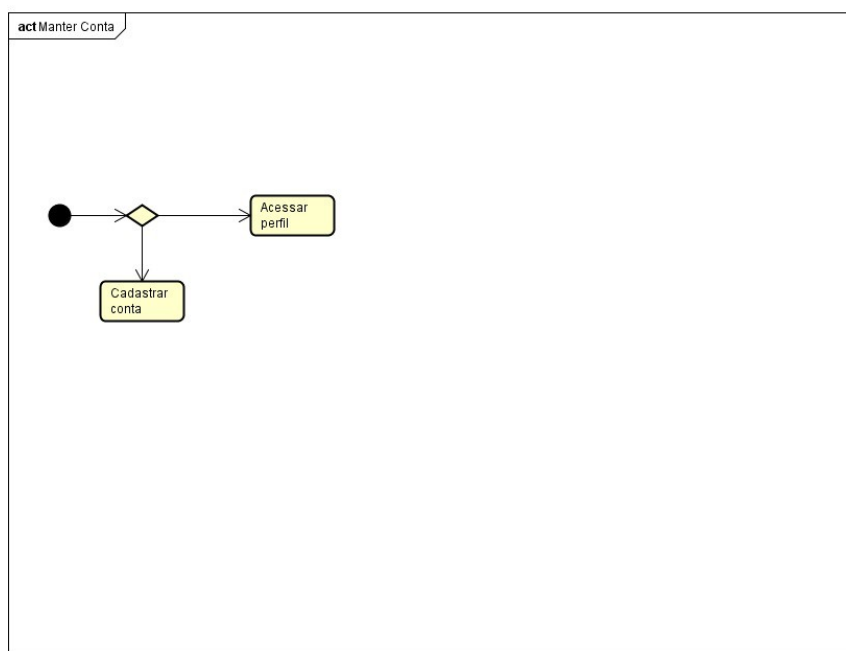 act Manter Conta
Acessar
perfil
Cadastrar
conta